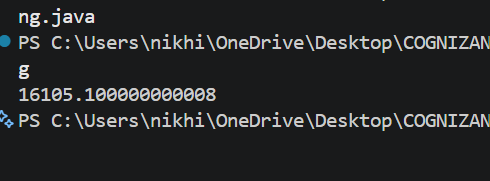 ng.java
PS C:\Users\nikhi\OneDrive\Desktop\COGNIZAN
g
16105.100000000008
PS C:\Users\nikhi\OneDrive\Desktop\COGNIZAN